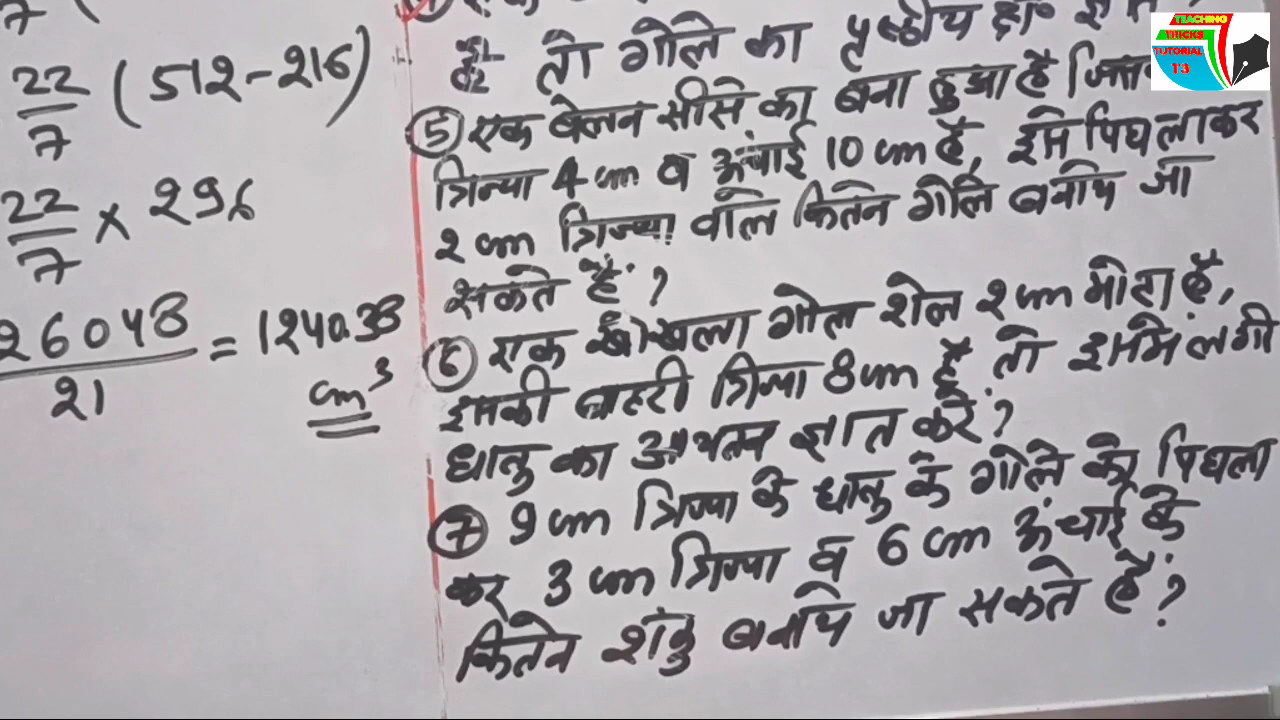 7
22/7 (512-216)
22/7 × 296
26048/21 = 1240.38
cm³
तो गोले का पृष्ठीय क्षे०
⑤ एक बेलन सीसे का बना हुआ है
त्रिज्या 4 cm व ऊंचाई 10 cm है, इसे पिघलाकर
2 cm त्रिज्या वाले कितने गोले बनाये जा
सकते हैं?
⑥ एक खोखला गोल शेल 2 cm मोटा है,
इसकी बाहरी त्रिज्या 8 cm है तो इसमें लगी
धातु का आयतन ज्ञात करें?
⑦ 9 cm त्रिज्या के धातु के गोले को पिघला
कर 3 cm त्रिज्या व 6 cm ऊंचाई के
कितने शंकु बनाये जा सकते हैं?
TEACHING
TRICKS
TUTORIAL
T3